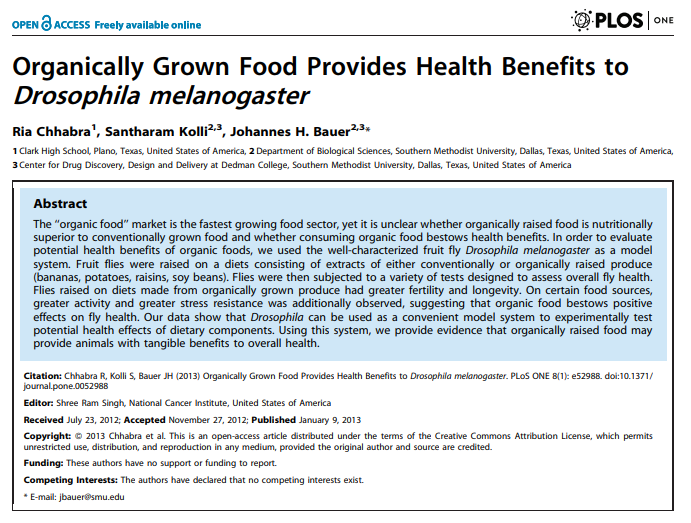 OPEN ACCESS Freely available online
PLOS | ONE
Organically Grown Food Provides Health Benefits to
Drosophila melanogaster
Ria Chhabra1, Santharam Kolli2,3, Johannes H. Bauer2,3*
1 Clark High School, Plano, Texas, United States of America, 2 Department of Biological Sciences, Southern Methodist University, Dallas, Texas, United States of America,
3 Center for Drug Discovery, Design and Delivery at Dedman College, Southern Methodist University, Dallas, Texas, United States of America
Abstract
The “organic food” market is the fastest growing food sector, yet it is unclear whether organically raised food is nutritionally
superior to conventionally grown food and whether consuming organic food bestows health benefits. In order to evaluate
potential health benefits of organic foods, we used the well-characterized fruit fly Drosophila melanogaster as a model
system. Fruit flies were raised on a diets consisting of extracts of either conventionally or organically raised produce
(bananas, potatoes, raisins, soy beans). Flies were then subjected to a variety of tests designed to assess overall fly health.
Flies raised on diets made from organically grown produce had greater fertility and longevity. On certain food sources,
greater activity and greater stress resistance was additionally observed, suggesting that organic food bestows positive
effects on fly health. Our data show that Drosophila can be used as a convenient model system to experimentally test
potential health effects of dietary components. Using this system, we provide evidence that organically raised food may
provide animals with tangible benefits to overall health.
Citation: Chhabra R, Kolli S, Bauer JH (2013) Organically Grown Food Provides Health Benefits to Drosophila melanogaster. PLoS ONE 8(1): e52988. doi:10.1371/
journal.pone.0052988
Editor: Shree Ram Singh, National Cancer Institute, United States of America
Received July 23, 2012; Accepted November 27, 2012; Published January 9, 2013
Copyright: © 2013 Chhabra et al. This is an open-access article distributed under the terms of the Creative Commons Attribution License, which permits
unrestricted use, distribution, and reproduction in any medium, provided the original author and source are credited.
Funding: These authors have no support or funding to report.
Competing Interests: The authors have declared that no competing interests exist.
* E-mail: jbauer@smu.edu